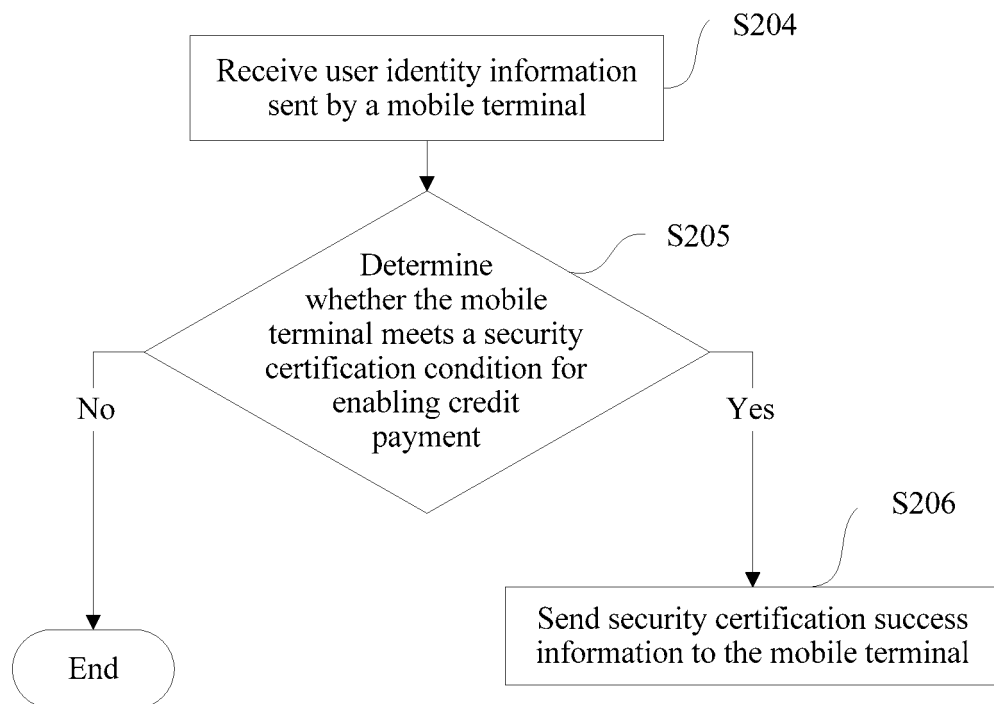 S204
Receive user identity information
sent by a mobile terminal
S205
Determine
whether the mobile
terminal meets a security
certification condition for
enabling credit
payment
No
Yes
S206
Send security certification success
information to the mobile terminal
End